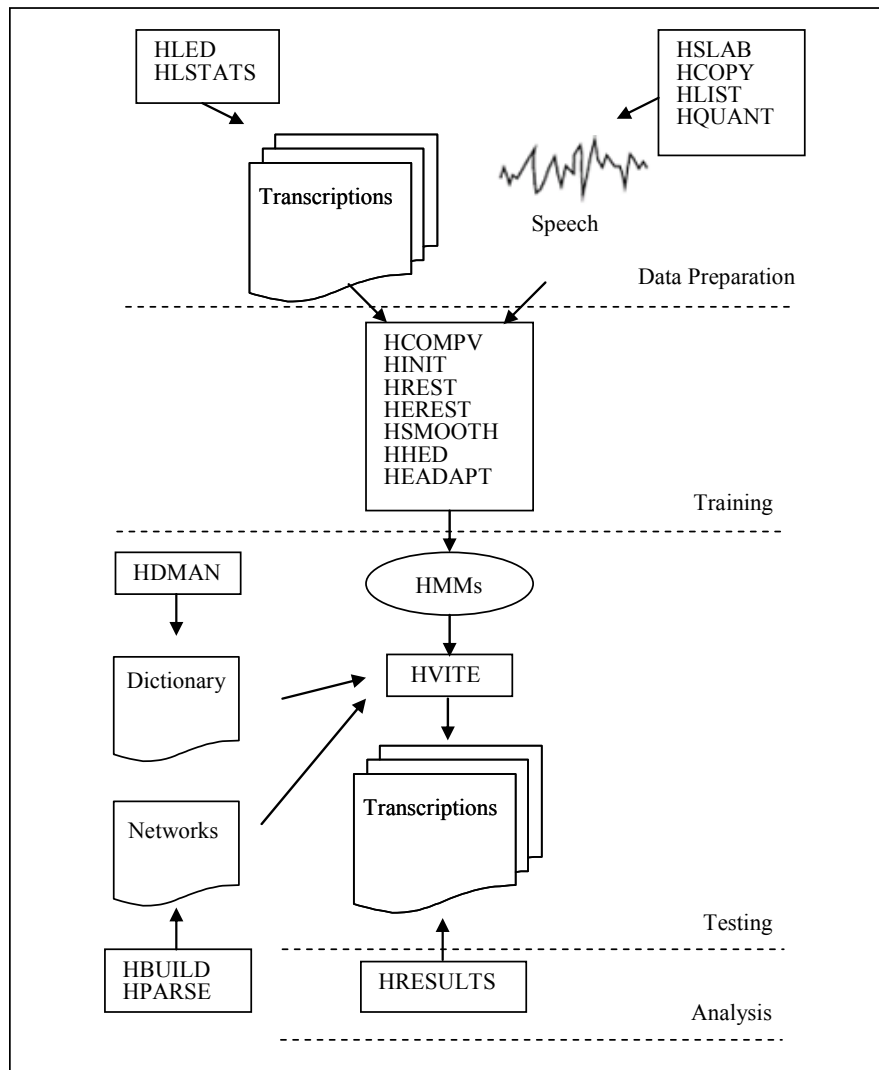 HLED
HLSTATS
HSLAB
HCOPY
HLIST
HQUANT
Transcriptions
Speech
Data Preparation
HCOMPV
HINIT
HREST
HEREST
HSMOOTH
HHED
HEADAPT
Training
HDMAN
HMMs
Dictionary
HVITE
Networks
Transcriptions
Testing
HBUILD
HPARSE
HRESULTS
Analysis